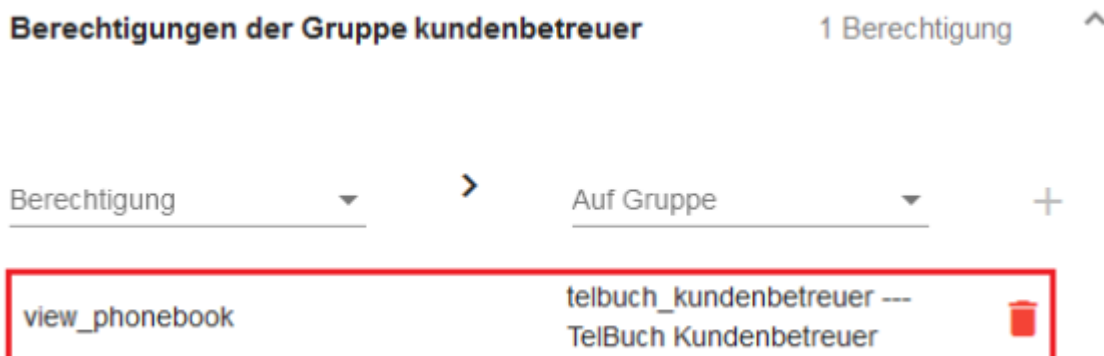 Berechtigungen der Gruppe kundenbetreuer 1 Berechtigung
Berechtigung Auf Gruppe
view_phonebook telbuch_kundenbetreuer ---
TelBuch Kundenbetreuer